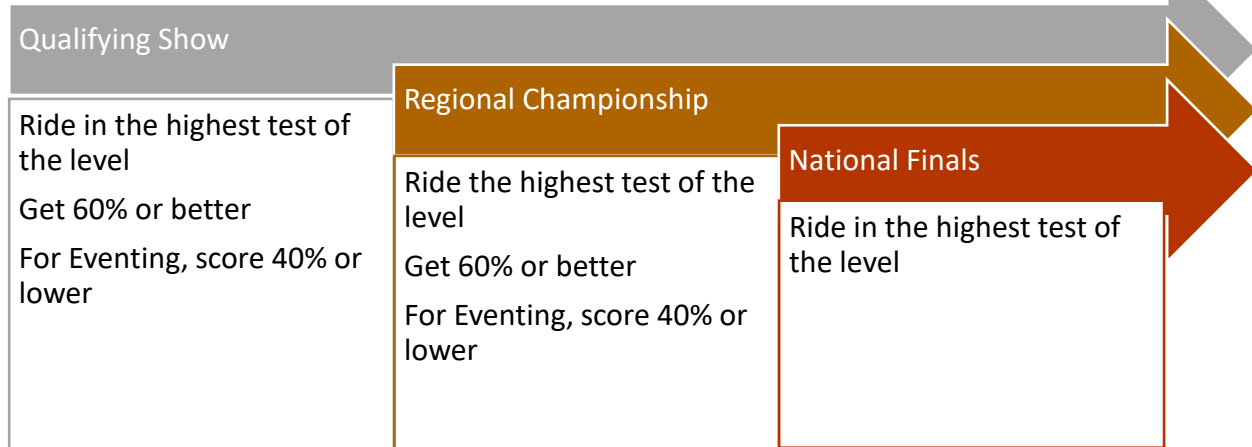 Qualifying Show
Ride in the highest test of
the level
Get 60% or better
For Eventing, score 40% or
lower
Regional Championship
Ride the highest test of the
level
Get 60% or better
For Eventing, score 40% or
lower
National Finals
Ride in the highest test of
the level